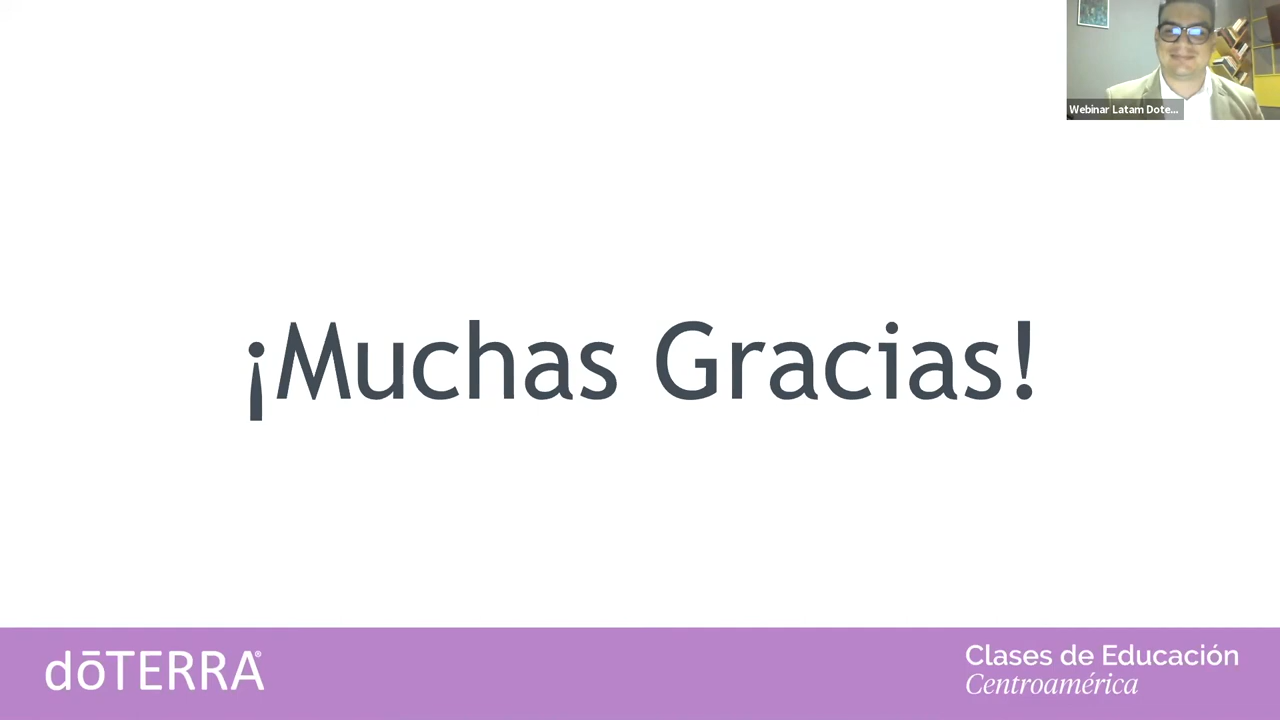 Webinar Latam Dote...
¡Muchas Gracias!
dōTERRA®
Clases de Educación
Centroamérica